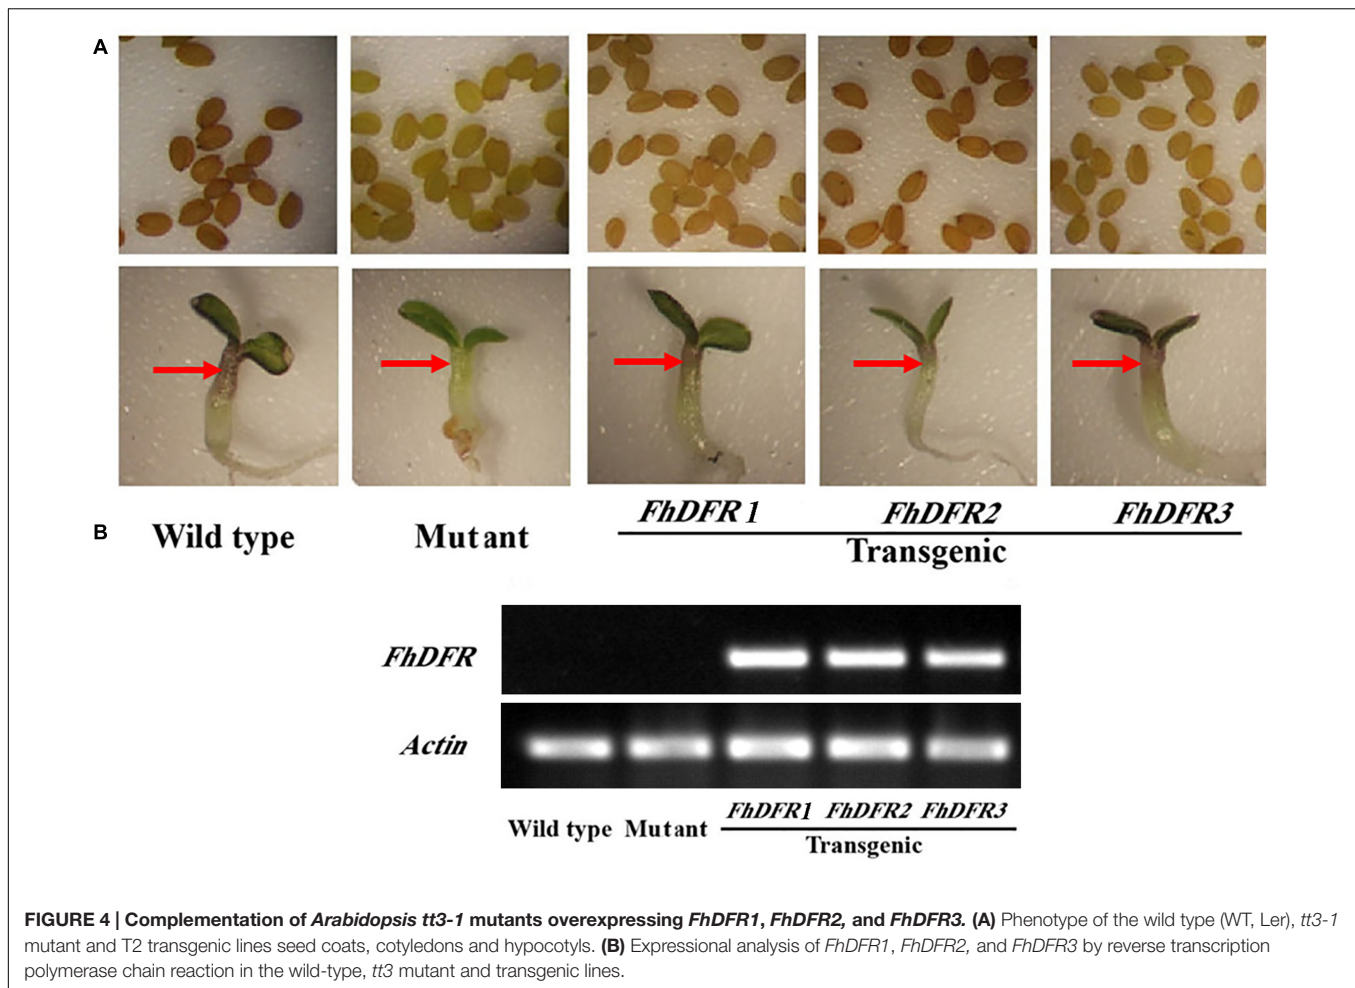 A
FhDFR1 FhDFR2 FhDFR3
Wild type Mutant Transgenic
B
FhDFR
Actin
FhDFR1 FhDFR2 FhDFR3
Wild type Mutant Transgenic
FIGURE 4 | Complementation of Arabidopsis tt3-1 mutants overexpressing FhDFR1, FhDFR2, and FhDFR3. (A) Phenotype of the wild type (WT, Ler), tt3-1
mutant and T2 transgenic lines seed coats, cotyledons and hypocotyls. (B) Expressional analysis of FhDFR1, FhDFR2, and FhDFR3 by reverse transcription
polymerase chain reaction in the wild-type, tt3 mutant and transgenic lines.